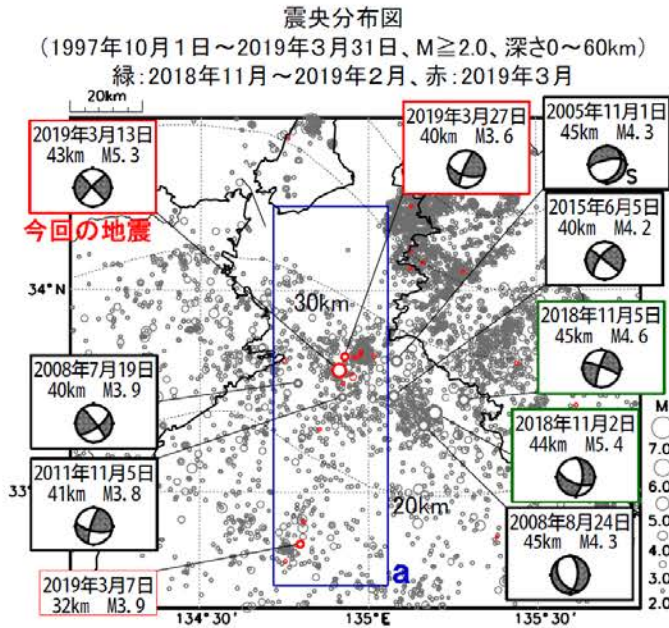 震央分布図
(1997年10月1日～2019年3月31日、M≧2.0、深さ0～60km)
緑:2018年11月～2019年2月、赤:2019年3月
20km
2019年3月13日
43km M5.3
今回の地震
2019年3月27日
40km M3.6
2005年11月1日
45km M4.3
S
2015年6月5日
40km M4.2
34°N
30km
2018年11月5日
45km M4.6
2008年7月19日
40km M3.9
2018年11月2日
44km M5.4
2011年11月5日
41km M3.8
33°
20km
2008年8月24日
45km M4.3
2019年3月7日
32km M3.9
a
M
7.0
6.0
5.0
4.0
3.0
2.0
134°30'
135°E
135°30'